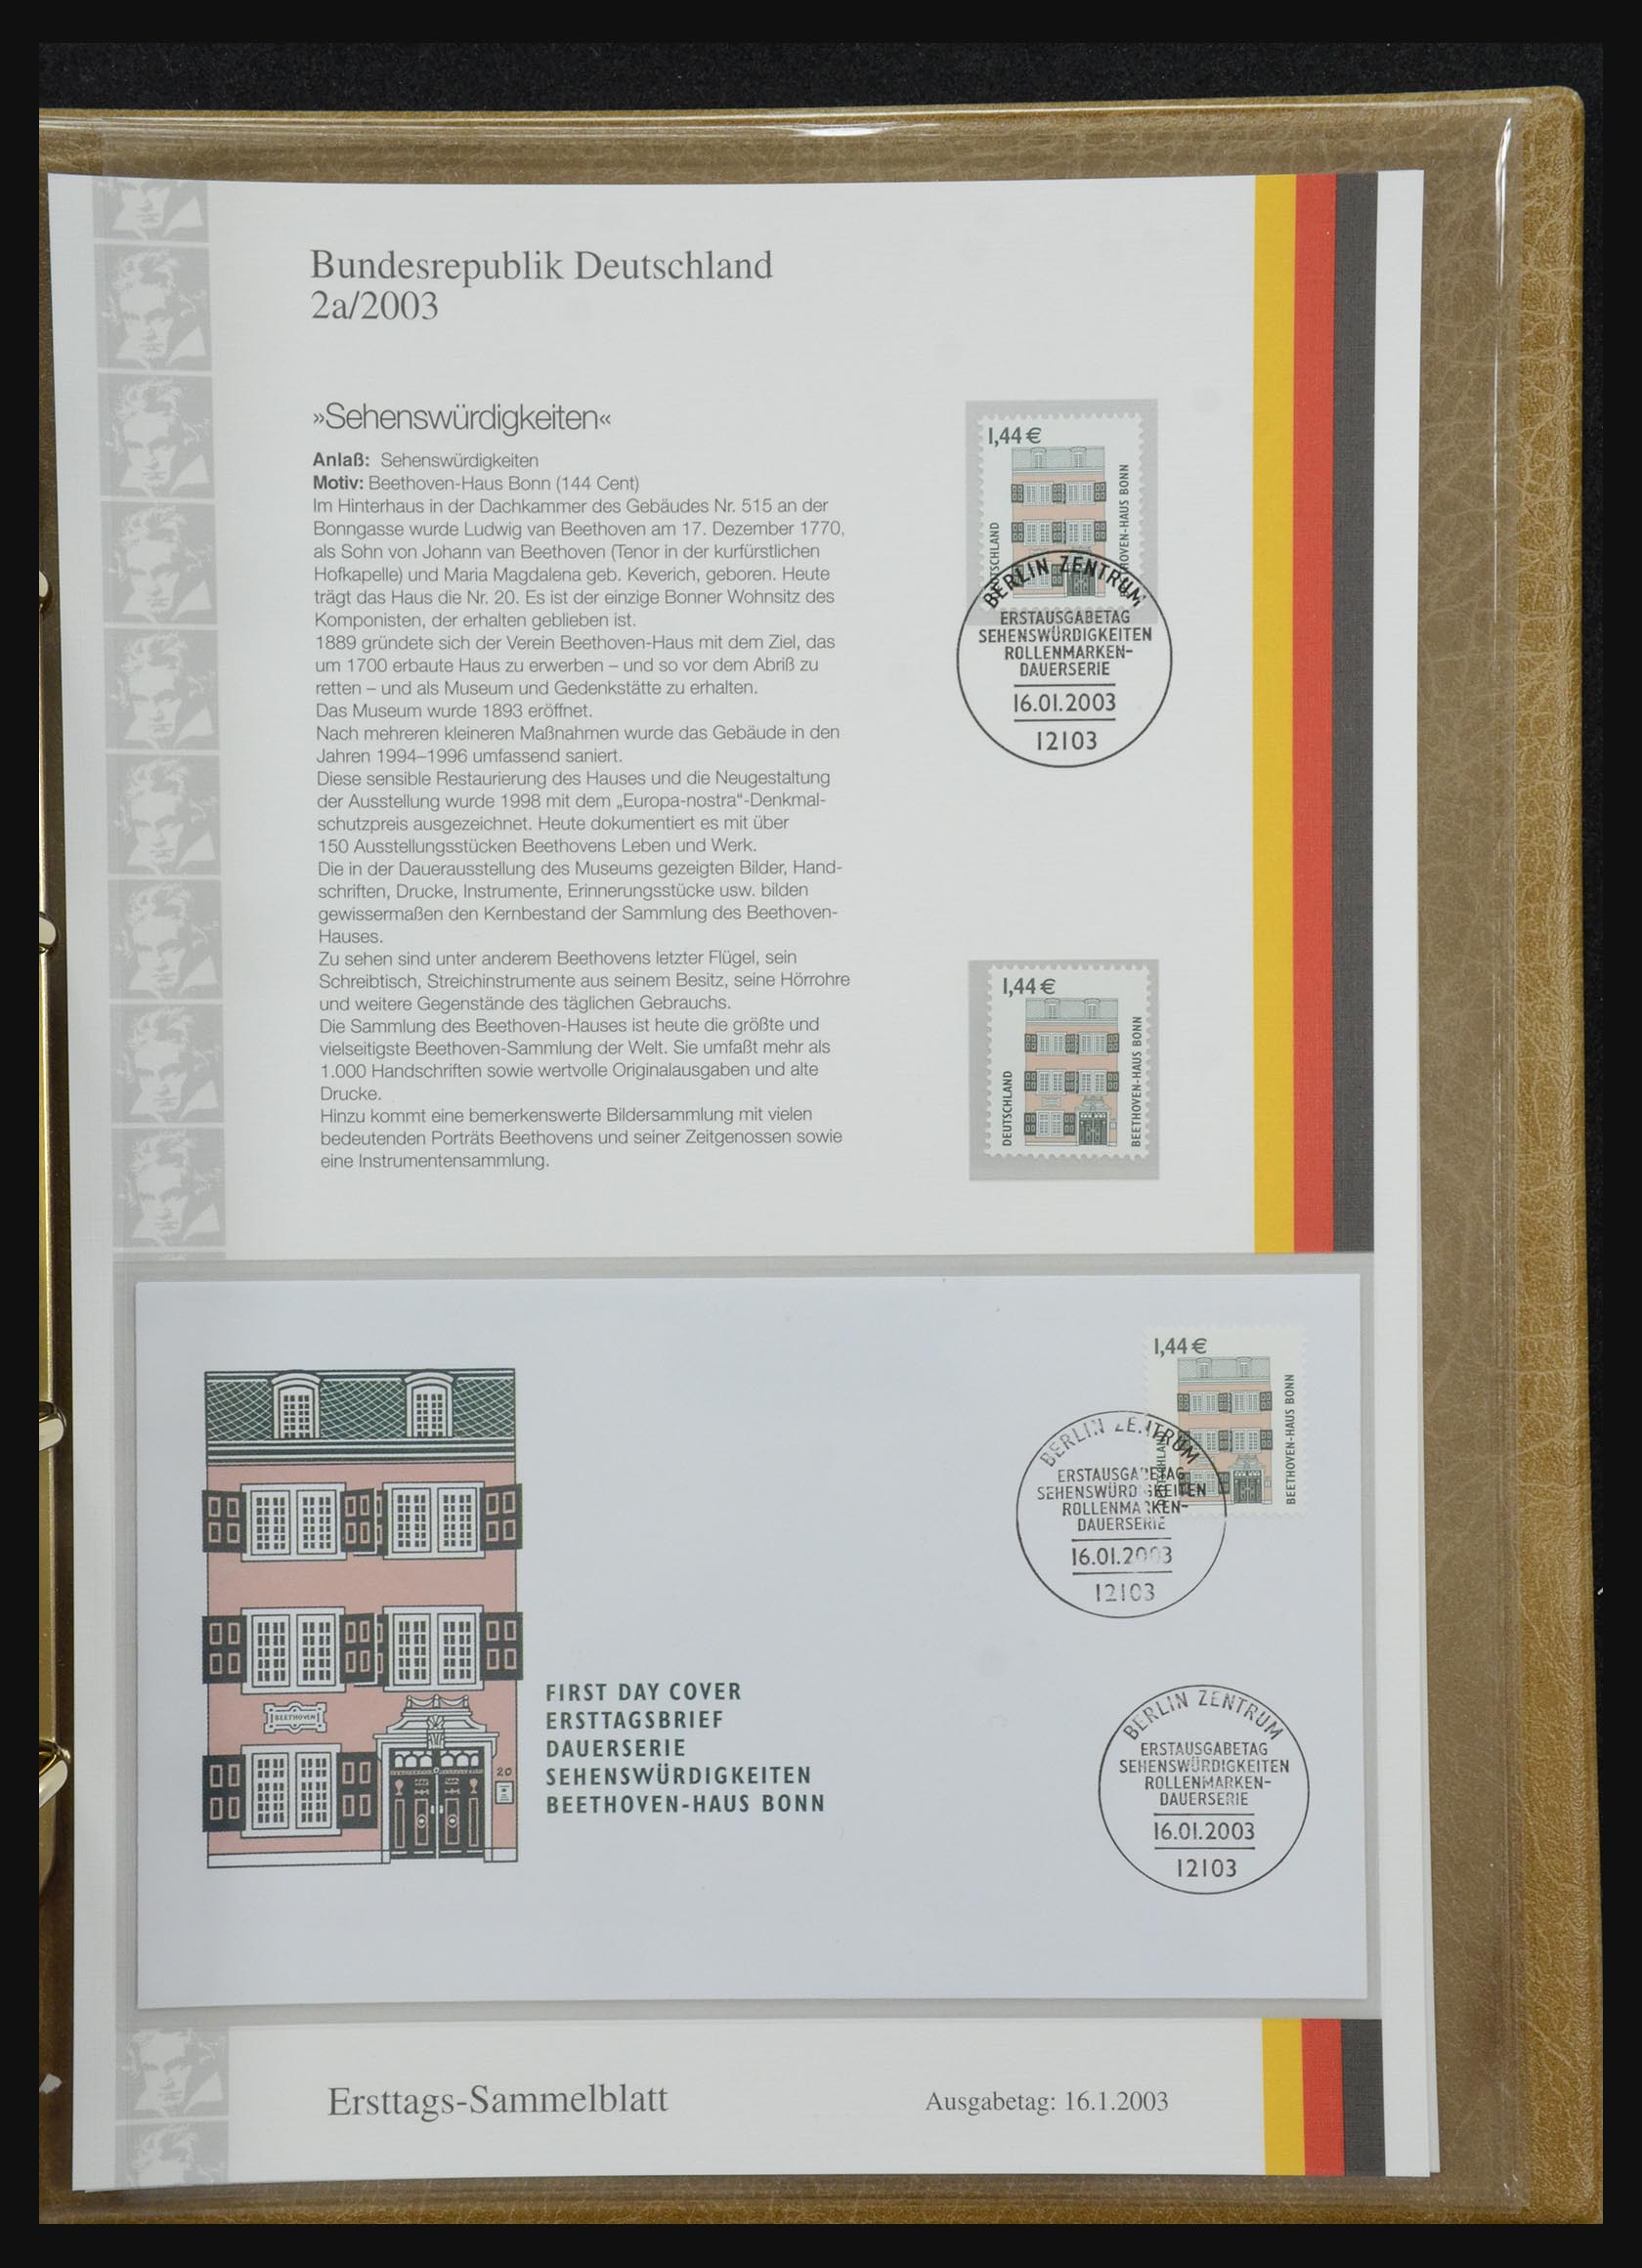 Bundesrepublik Deutschland
2a/2003
»Sehenswürdigkeiten«
Anlaß: Sehenswürdigkeiten
Motiv: Beethoven-Haus Bonn (144 Cent)
Im Hinterhaus in der Dachkammer des Gebäudes Nr. 515 an der
Bonngasse wurde Ludwig van Beethoven am 17. Dezember 1770,
als Sohn von Johann van Beethoven (Tenor in der kurfürstlichen
Hofkapelle) und Maria Magdalena geb. Keverich, geboren. Heute
trägt das Haus die Nr. 20. Es ist der einzige Bonner Wohnsitz des
Komponisten, der erhalten geblieben ist.
1889 gründete sich der Verein Beethoven-Haus mit dem Ziel, das
um 1700 erbaute Haus zu erwerben – und so vor dem Abriß zu
retten – und als Museum und Gedenkstätte zu erhalten.
Das Museum wurde 1893 eröffnet.
Nach mehreren kleineren Maßnahmen wurde das Gebäude in den
Jahren 1994–1996 umfassend saniert.
Diese sensible Restaurierung des Hauses und die Neugestaltung
der Ausstellung wurde 1998 mit dem „Europa-nostra“-Denkmal-
schutzpreis ausgezeichnet. Heute dokumentiert es mit über
150 Ausstellungsstücken Beethovens Leben und Werk.
Die in der Dauerausstellung des Museums gezeigten Bilder, Hand-
schriften, Drucke, Instrumente, Erinnerungsstücke usw. bilden
gewissermaßen den Kernbestand der Sammlung des Beethoven-
Hauses.
Zu sehen sind unter anderem Beethovens letzter Flügel, sein
Schreibtisch, Streichinstrumente aus seinem Besitz, seine Hörrohre
und weitere Gegenstände des täglichen Gebrauchs.
Die Sammlung des Beethoven-Hauses ist heute die größte und
vielseitigste Beethoven-Sammlung der Welt. Sie umfaßt mehr als
1.000 Handschriften sowie wertvolle Originalausgaben und alte
Drucke.
Hinzu kommt eine bemerkenswerte Bildersammlung mit vielen
bedeutenden Porträts Beethovens und seiner Zeitgenossen sowie
eine Instrumentensammlung.
1,44 €
DEUTSCHLAND
BEETHOVEN-HAUS BONN
BERLIN ZENTRUM
ERSTAUSGABETAG
SEHENSWÜRDIGKEITEN
ROLLENMARKEN-
DAUERSERIE
16.01.2003
12103
1,44 €
DEUTSCHLAND
BEETHOVEN-HAUS BONN
BEETHOVEN
20
FIRST DAY COVER
ERSTTAGSBRIEF
DAUERSERIE
SEHENSWÜRDIGKEITEN
BEETHOVEN-HAUS BONN
1,44 €
DEUTSCHLAND
BEETHOVEN-HAUS BONN
BERLIN ZENTRUM
ERSTAUSGABETAG
SEHENSWÜRDIGKEITEN
ROLLENMARKEN-
DAUERSERIE
16.01.2003
12103
BERLIN ZENTRUM
ERSTAUSGABETAG
SEHENSWÜRDIGKEITEN
ROLLENMARKEN-
DAUERSERIE
16.01.2003
12103
Ersttags-Sammelblatt
Ausgabetag: 16.1.2003